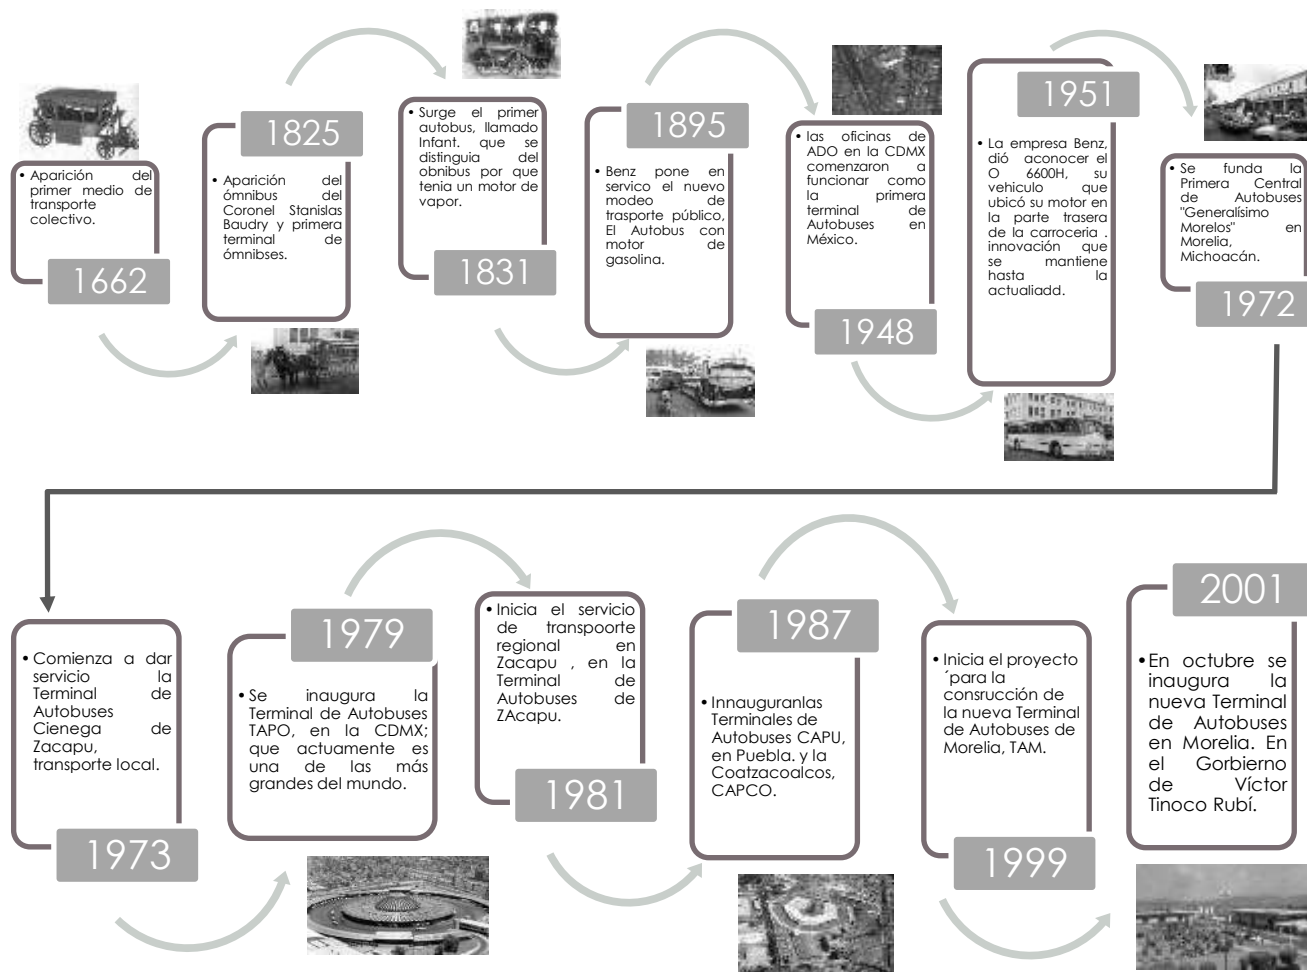 • Aparición del
primer medio de
transporte
colectivo.
1662
1825
• Aparición del
ómnibus del
Coronel Stanislas
Baudry y primera
terminal de
ómnibses.
• Surge el primer
autobus, llamado
Infant. que se
distinguia del
obnibus por que
tenia un motor de
vapor.
1831
1895
• Benz pone en
servico el nuevo
modeo de
trasporte público,
El Autobus con
motor de
gasolina.
• las oficinas de
ADO en la CDMX
comenzaron a
funcionar como
la primera
terminal de
Autobuses en
México.
1948
1951
• La empresa Benz,
dió aconocer el
O 6600H, su
vehiculo que
ubicó su motor en
la parte trasera
de la carroceria .
innovación que
se mantiene
hasta la
actualiadd.
• Se funda la
Primera Central
de Autobuses
"Generalísimo
Morelos" en
Morelia,
Michoacán.
1972
• Comienza a dar
servicio la
Terminal de
Autobuses
Cienega de
Zacapu,
transporte local.
1973
1979
• Se inaugura la
Terminal de Autobuses
TAPO, en la CDMX;
que actuamente es
una de las más
grandes del mundo.
• Inicia el servicio
de transpoorte
regional en
Zacapu , en la
Terminal de
Autobuses de
ZAcapu.
1981
1987
• Innauguranlas
Terminales de
Autobuses CAPU,
en Puebla. y la
Coatzacoalcos,
CAPCO.
• Inicia el proyecto
´para la
consrucción de
la nueva Terminal
de Autobuses de
Morelia, TAM.
1999
2001
• En octubre se
inaugura la
nueva Terminal
de Autobuses
en Morelia. En
el Gorbierno
de Víctor
Tinoco Rubí.